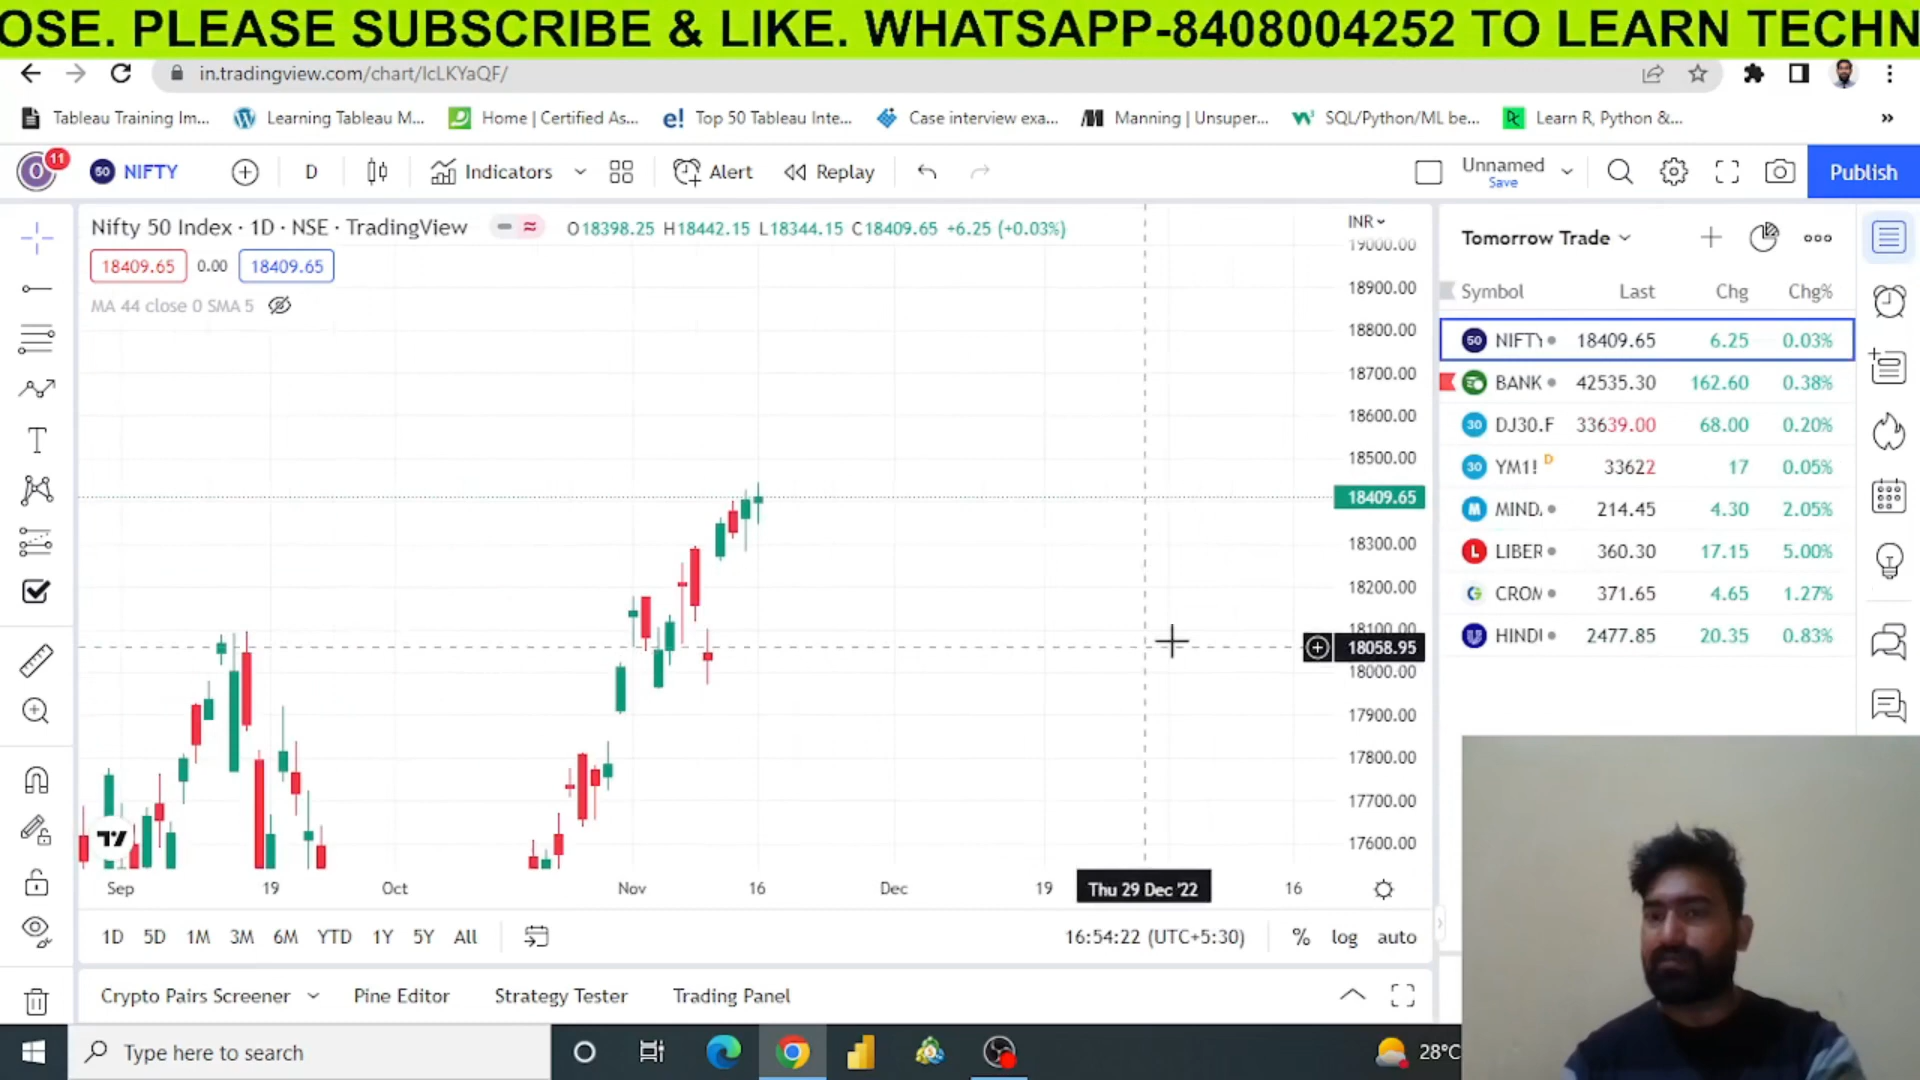 OSE. PLEASE SUBSCRIBE & LIKE. WHATSAPP-8408004252 TO LEARN TECHN
in.tradingview.com/chart/IcLKYaQF/
Tableau Training Im... Learning Tableau M... Home | Certified As... e! Top 50 Tableau Inte... Case interview exa... Manning | Unsuper... SQL/Python/ML be... DC Learn R, Python &... »
O 11 50 NIFTY D Indicators Alert Replay Unnamed Save Publish
Nifty 50 Index · 1D · NSE · TradingView O18398.25 H18442.15 L18344.15 C18409.65 +6.25 (+0.03%) INR
18409.65 0.00 18409.65
MA 44 close 0 SMA 5
19000.00
18900.00
18800.00
18700.00
18600.00
18500.00
18409.65
18300.00
18200.00
18100.00
18058.95
18000.00
17900.00
17800.00
17700.00
17600.00
Sep 19 Oct Nov 16 Dec 19 Thu 29 Dec '22 16
1D 5D 1M 3M 6M YTD 1Y 5Y All 16:54:22 (UTC+5:30) % log auto
Crypto Pairs Screener Pine Editor Strategy Tester Trading Panel
Tomorrow Trade
Symbol Last Chg Chg%
50 NIFTY 18409.65 6.25 0.03%
BANK 42535.30 162.60 0.38%
30 DJ30.F 33639.00 68.00 0.20%
30 YM1! D 33622 17 0.05%
M MIND. 214.45 4.30 2.05%
L LIBER 360.30 17.15 5.00%
CROM 371.65 4.65 1.27%
HINDI 2477.85 20.35 0.83%
Type here to search 28°C